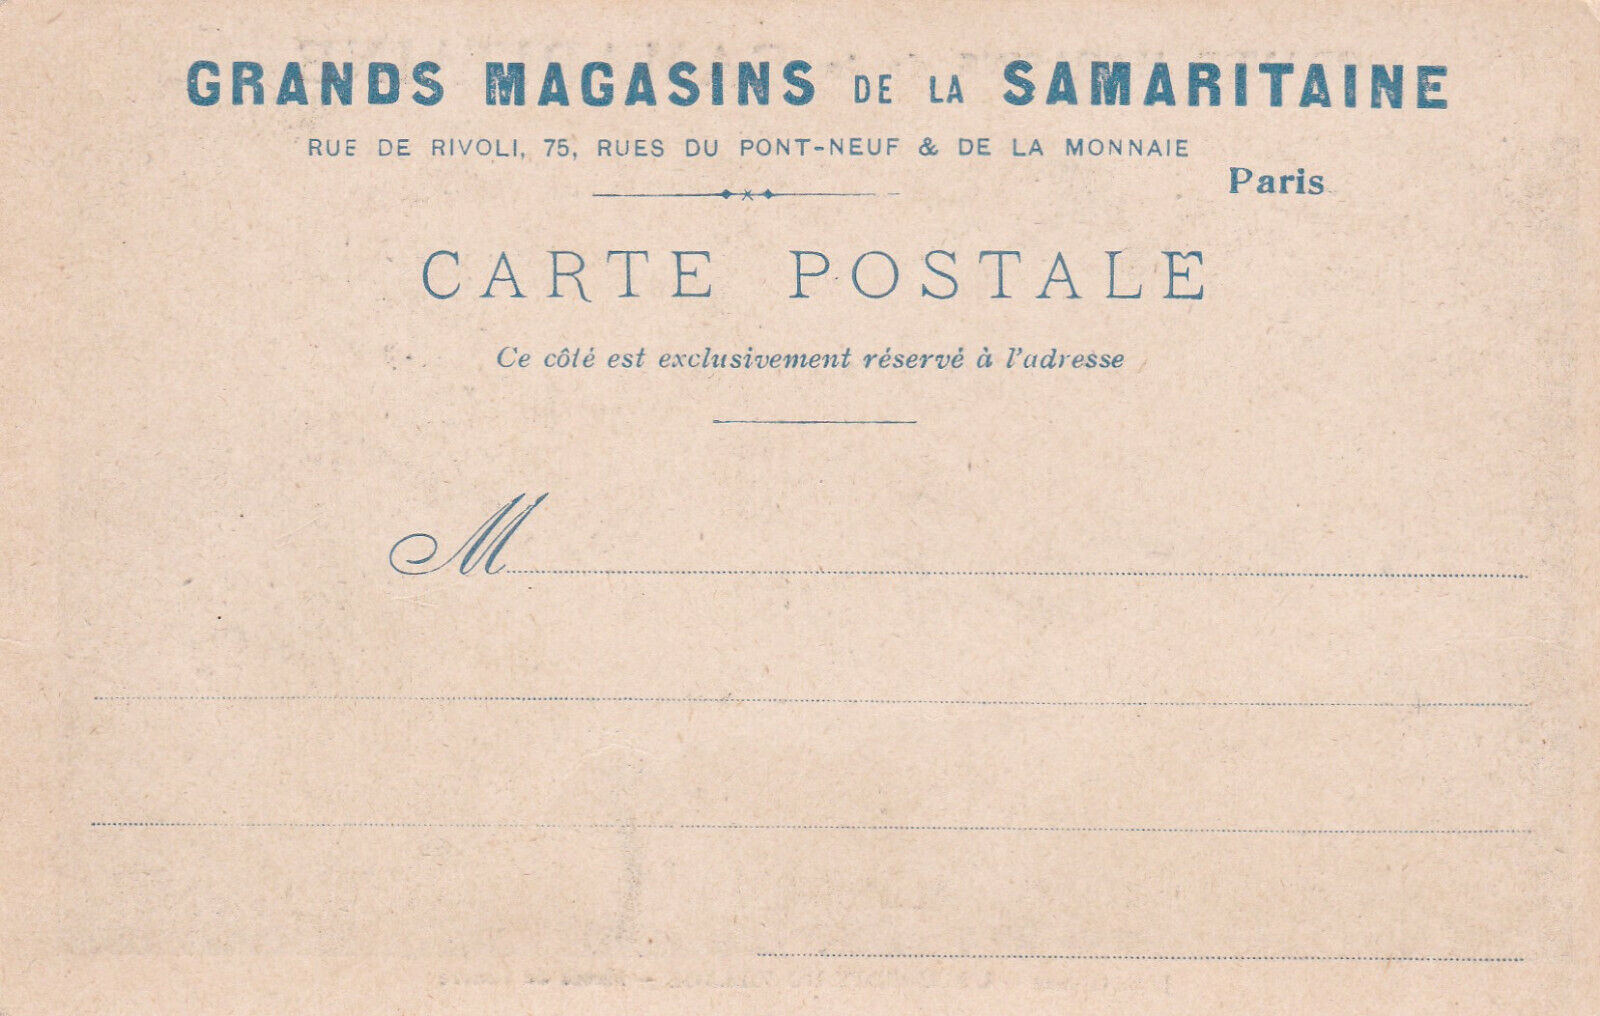 GRANDS MAGASINS DE LA SAMARITAINE
RUE DE RIVOLI, 75, RUES DU PONT-NEUF & DE LA MONNAIE
Paris
CARTE POSTALE
Ce côté est exclusivement réservé à l'adresse
M